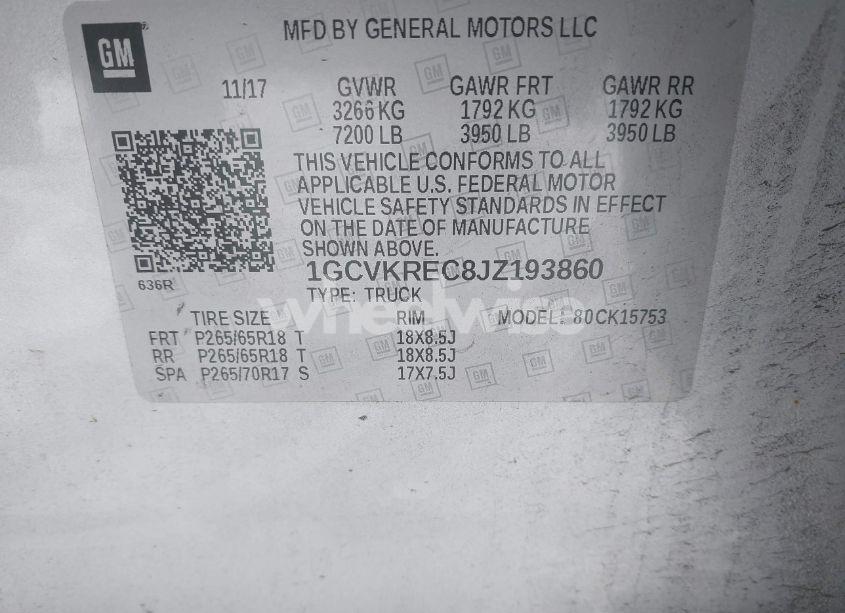 GM
MFD BY GENERAL MOTORS LLC
11/17 GVWR GAWR FRT GAWR RR
3266 KG 1792 KG 1792 KG
7200 LB 3950 LB 3950 LB
THIS VEHICLE CONFORMS TO ALL
APPLICABLE U.S. FEDERAL MOTOR
VEHICLE SAFETY STANDARDS IN EFFECT
ON THE DATE OF MANUFACTURE
SHOWN ABOVE.
1GCVKREC8JZ193860
636R
TYPE: TRUCK
wheelwise
TIRE SIZE RIM MODEL: 80CK15753
FRT P265/65R18 T 18X8.5J
RR P265/65R18 T 18X8.5J
SPA P265/70R17 S 17X7.5J